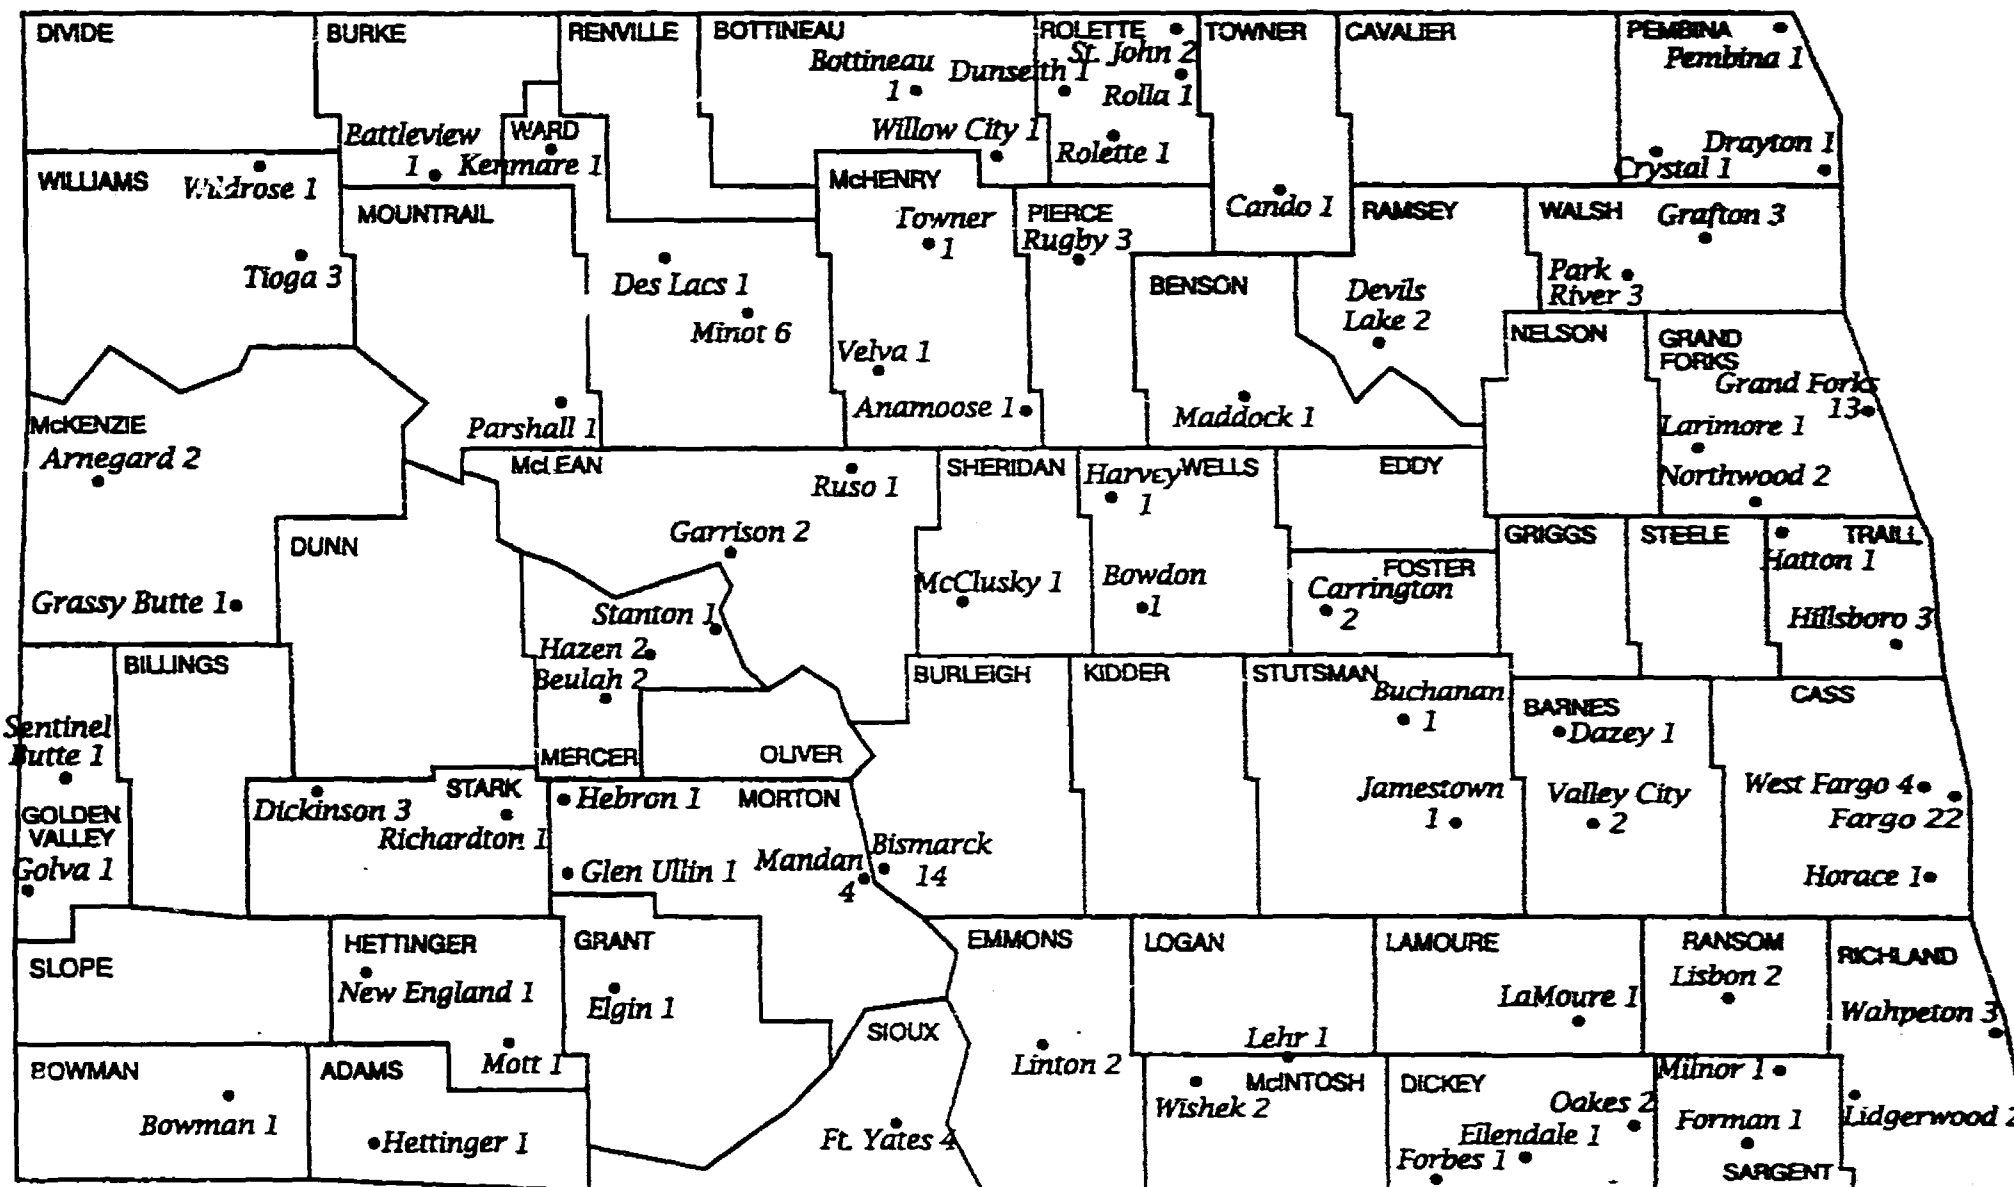 DIVIDE
BURKE
RENVILLE
BOTTINEAU
ROLETTE
TOWNER
CAVALIER
PEMBINA
St. John 2
Pembina 1
Bottineau
1
Dunseith 1
Rolla 1
Battleview
1
WARD
Kenmare 1
Willow City 1
Rolette 1
Drayton 1
Crystal 1
WILLIAMS
Wildrose 1
McHENRY
MOUNTRAIL
Towner
1
PIERCE
Rugby 3
Cando 1
RAMSEY
WALSH
Grafton 3
Tioga 3
Des Lacs 1
BENSON
Devils
Lake 2
Park
River 3
Minot 6
Velva 1
NELSON
GRAND
FORKS
Grand Forks
13
McKENZIE
Arnegard 2
Parshall 1
Anamoose 1
Maddock 1
Larimore 1
McLEAN
Ruso 1
SHERIDAN
Harvey
1
WELLS
EDDY
Northwood 2
DUNN
Garrison 2
GRIGGS
STEELE
TRAILL
Hatton 1
McClusky 1
Bowdon
1
FOSTER
Carrington
2
Grassy Butte 1
Stanton 1
Hillsboro 3
BILLINGS
Hazen 2
Beulah 2
BURLEIGH
KIDDER
STUTSMAN
Buchanan
1
BARNES
Dazey 1
CASS
Sentinel
Butte 1
MERCER
OLIVER
GOLDEN
VALLEY
Golva 1
Dickinson 3
STARK
Richardton 1
Hebron 1
MORTON
Jamestown
1
Valley City
2
West Fargo 4
Fargo 22
Glen Ullin 1
Mandan
4
Bismarck
14
Horace 1
SLOPE
HETTINGER
New England 1
GRANT
Elgin 1
EMMONS
LOGAN
LAMOURE
RANSOM
Lisbon 2
RICHLAND
LaMoure 1
Wahpeton 3
SIOUX
Lehr 1
BOWMAN
ADAMS
Mott 1
Linton 2
McINTOSH
Wishek 2
DICKEY
Milnor 1
Bowman 1
Hettinger 1
Ft. Yates 4
Oakes 2
Ellendale 1
Forbes 1
Forman 1
Lidgerwood 2
SARGENT